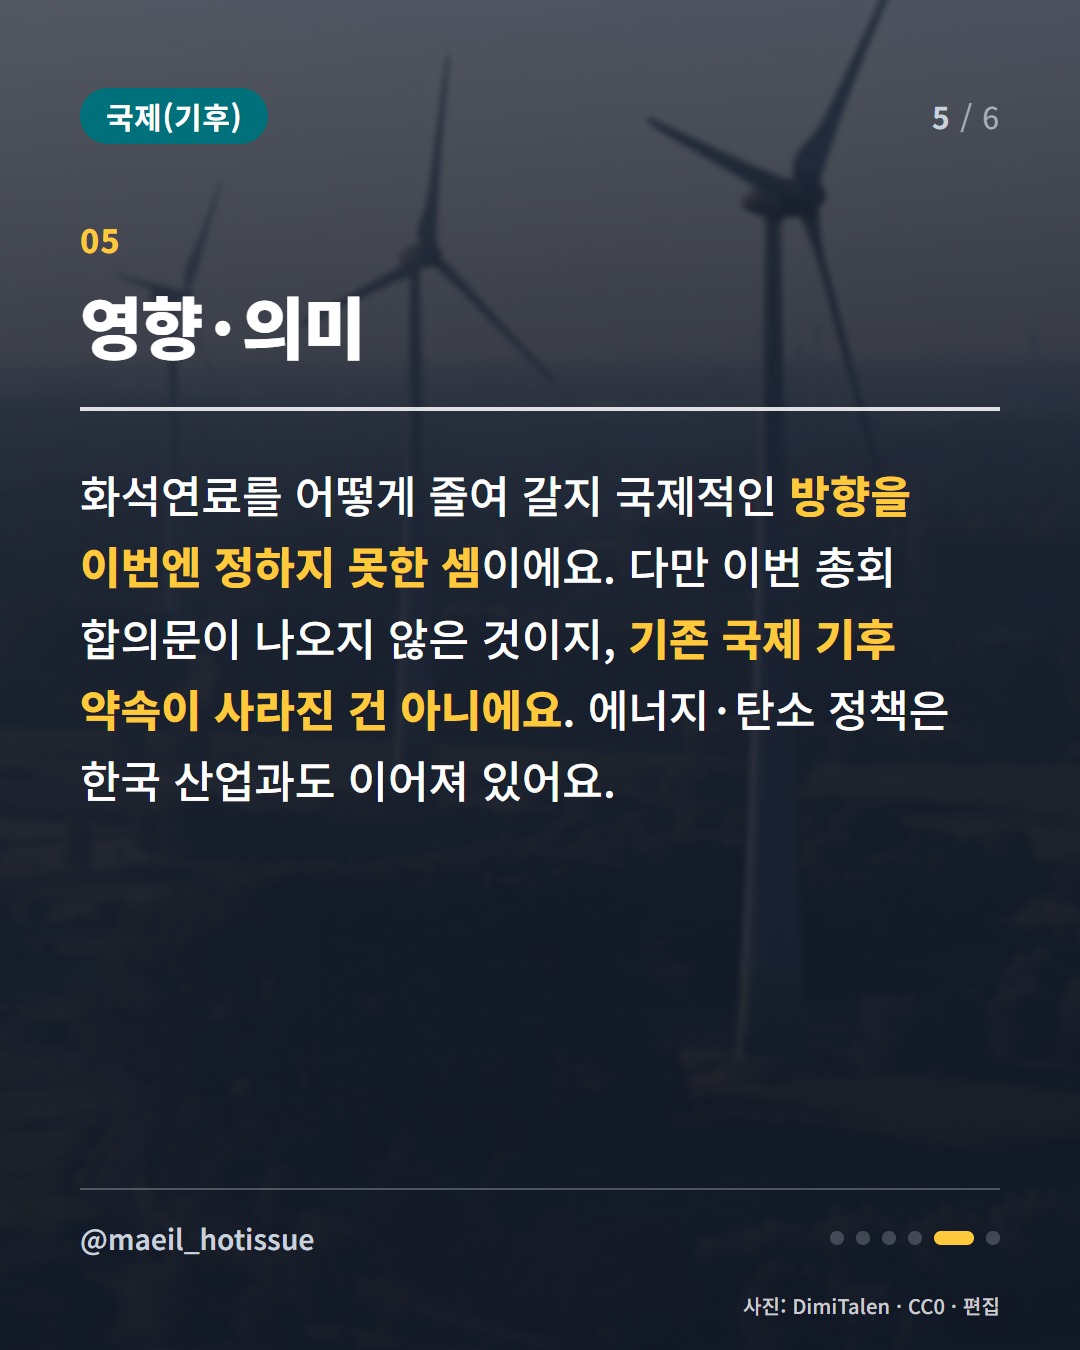 국제(기후)
5 / 6
05
영향·의미
화석연료를 어떻게 줄여 갈지 국제적인 방향을
이번엔 정하지 못한 셈이에요. 다만 이번 총회
합의문이 나오지 않은 것이지, 기존 국제 기후
약속이 사라진 건 아니에요. 에너지·탄소 정책은
한국 산업과도 이어져 있어요.
@maeil_hotissue
사진: DimiTalen · CC0 · 편집